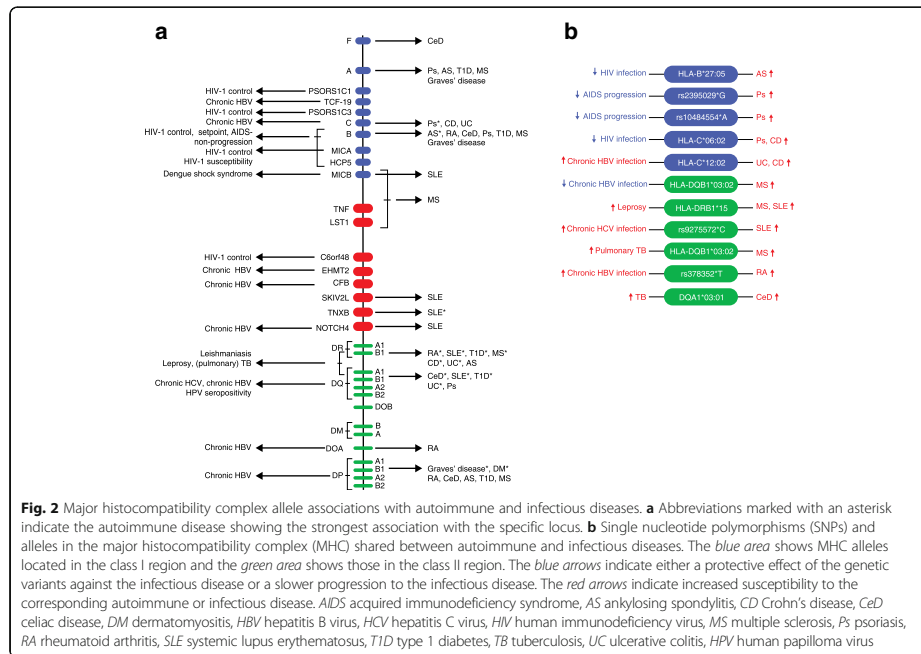 a
F
CeD
A
Ps, AS, T1D, MS
Graves' disease
HIV-1 control
PSORS1C1
Chronic HBV
TCF-19
HIV-1 control
PSORS1C3
Chronic HBV
C
Ps*, CD, UC
HIV-1 control, setpoint, AIDS-
non-progression
B
AS*, RA, CeD, Ps, T1D, MS
Graves' disease
HIV-1 control
MICA
HIV-1 susceptibility
HCP5
Dengue shock syndrome
MICB
SLE
MS
TNF
LST1
HIV-1 control
C6orf48
Chronic HBV
EHMT2
Chronic HBV
CFB
SKIV2L
SLE
TNXB
SLE*
Chronic HBV
NOTCH4
SLE
DR
A1
B1
RA*, SLE*, T1D*, MS*
CD*, UC*, AS
Leishmaniasis
Leprosy, (pulmonary) TB
Chronic HCV, chronic HBV
HPV seropositivity
DQ
A1
B1
A2
B2
CeD*, SLE*, T1D*
UC*, Ps
DOB
DM
B
A
Chronic HBV
DOA
RA
Chronic HBV
DP
A1
B1
A2
B2
Graves' disease*, DM*
RA, CeD, AS, T1D, MS
b
↓ HIV infection HLA-B*27:05 AS ↑
↓ AIDS progression rs2395029*G Ps ↑
↓ AIDS progression rs10484554*A Ps ↑
↓ HIV infection HLA-C*06:02 Ps, CD ↑
↑ Chronic HBV infection HLA-C*12:02 UC, CD ↑
↓ Chronic HBV infection HLA-DQB1*03:02 MS ↑
↑ Leprosy HLA-DRB1*15 MS, SLE ↑
↑ Chronic HCV infection rs9275572*C SLE ↑
↑ Pulmonary TB HLA-DQB1*03:02 MS ↑
↑ Chronic HBV infection rs378352*T RA ↑
↑ TB DQA1*03:01 CeD ↑
Fig. 2 Major histocompatibility complex allele associations with autoimmune and infectious diseases. a Abbreviations marked with an asterisk
indicate the autoimmune disease showing the strongest association with the specific locus. b Single nucleotide polymorphisms (SNPs) and
alleles in the major histocompatibility complex (MHC) shared between autoimmune and infectious diseases. The blue area shows MHC alleles
located in the class I region and the green area shows those in the class II region. The blue arrows indicate either a protective effect of the genetic
variants against the infectious disease or a slower progression to the infectious disease. The red arrows indicate increased susceptibility to the
corresponding autoimmune or infectious disease. AIDS acquired immunodeficiency syndrome, AS ankylosing spondylitis, CD Crohn's disease, CeD
celiac disease, DM dermatomyositis, HBV hepatitis B virus, HCV hepatitis C virus, HIV human immunodeficiency virus, MS multiple sclerosis, Ps psoriasis,
RA rheumatoid arthritis, SLE systemic lupus erythematosus, T1D type 1 diabetes, TB tuberculosis, UC ulcerative colitis, HPV human papilloma virus